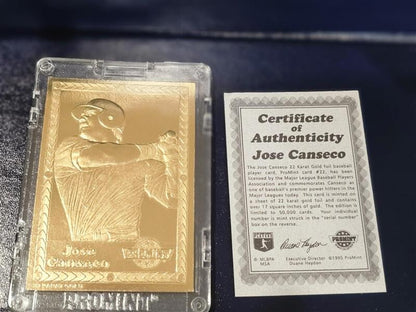 Jose
Canseco
PROMINT
Certificate
of
Authenticity
Jose Canseco
The Jose Canseco 22 Karat Gold foil baseball
player card, ProMint card #22, has been
licensed by the Major League Baseball Players
Association and commemorates Canseco as
one of baseball's premier power hitters in the
Major Leagues today. This card is minted on a
sheet of 22 karat gold foil and contains
over 17 square inches of gold. The edition is
limited to 50,000 cards. Your individual
number is mint struck in the "serial
number box on the reverse.
PROMINT
© MLBPA
MSA
Executive Director
Duane
©1995 ProMint